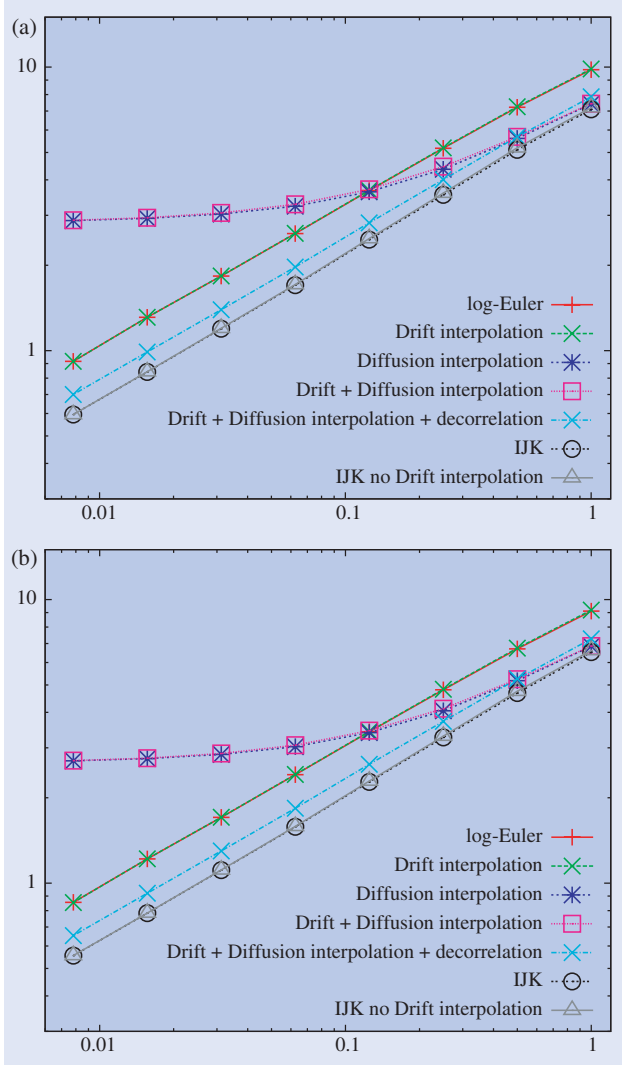 (a)
10
1
log-Euler
Drift interpolation
Diffusion interpolation
Drift + Diffusion interpolation
Drift + Diffusion interpolation + decorrelation
IJK
IJK no Drift interpolation
0.01 0.1 1
(b)
10
1
log-Euler
Drift interpolation
Diffusion interpolation
Drift + Diffusion interpolation
Drift + Diffusion interpolation + decorrelation
IJK
IJK no Drift interpolation
0.01 0.1 1